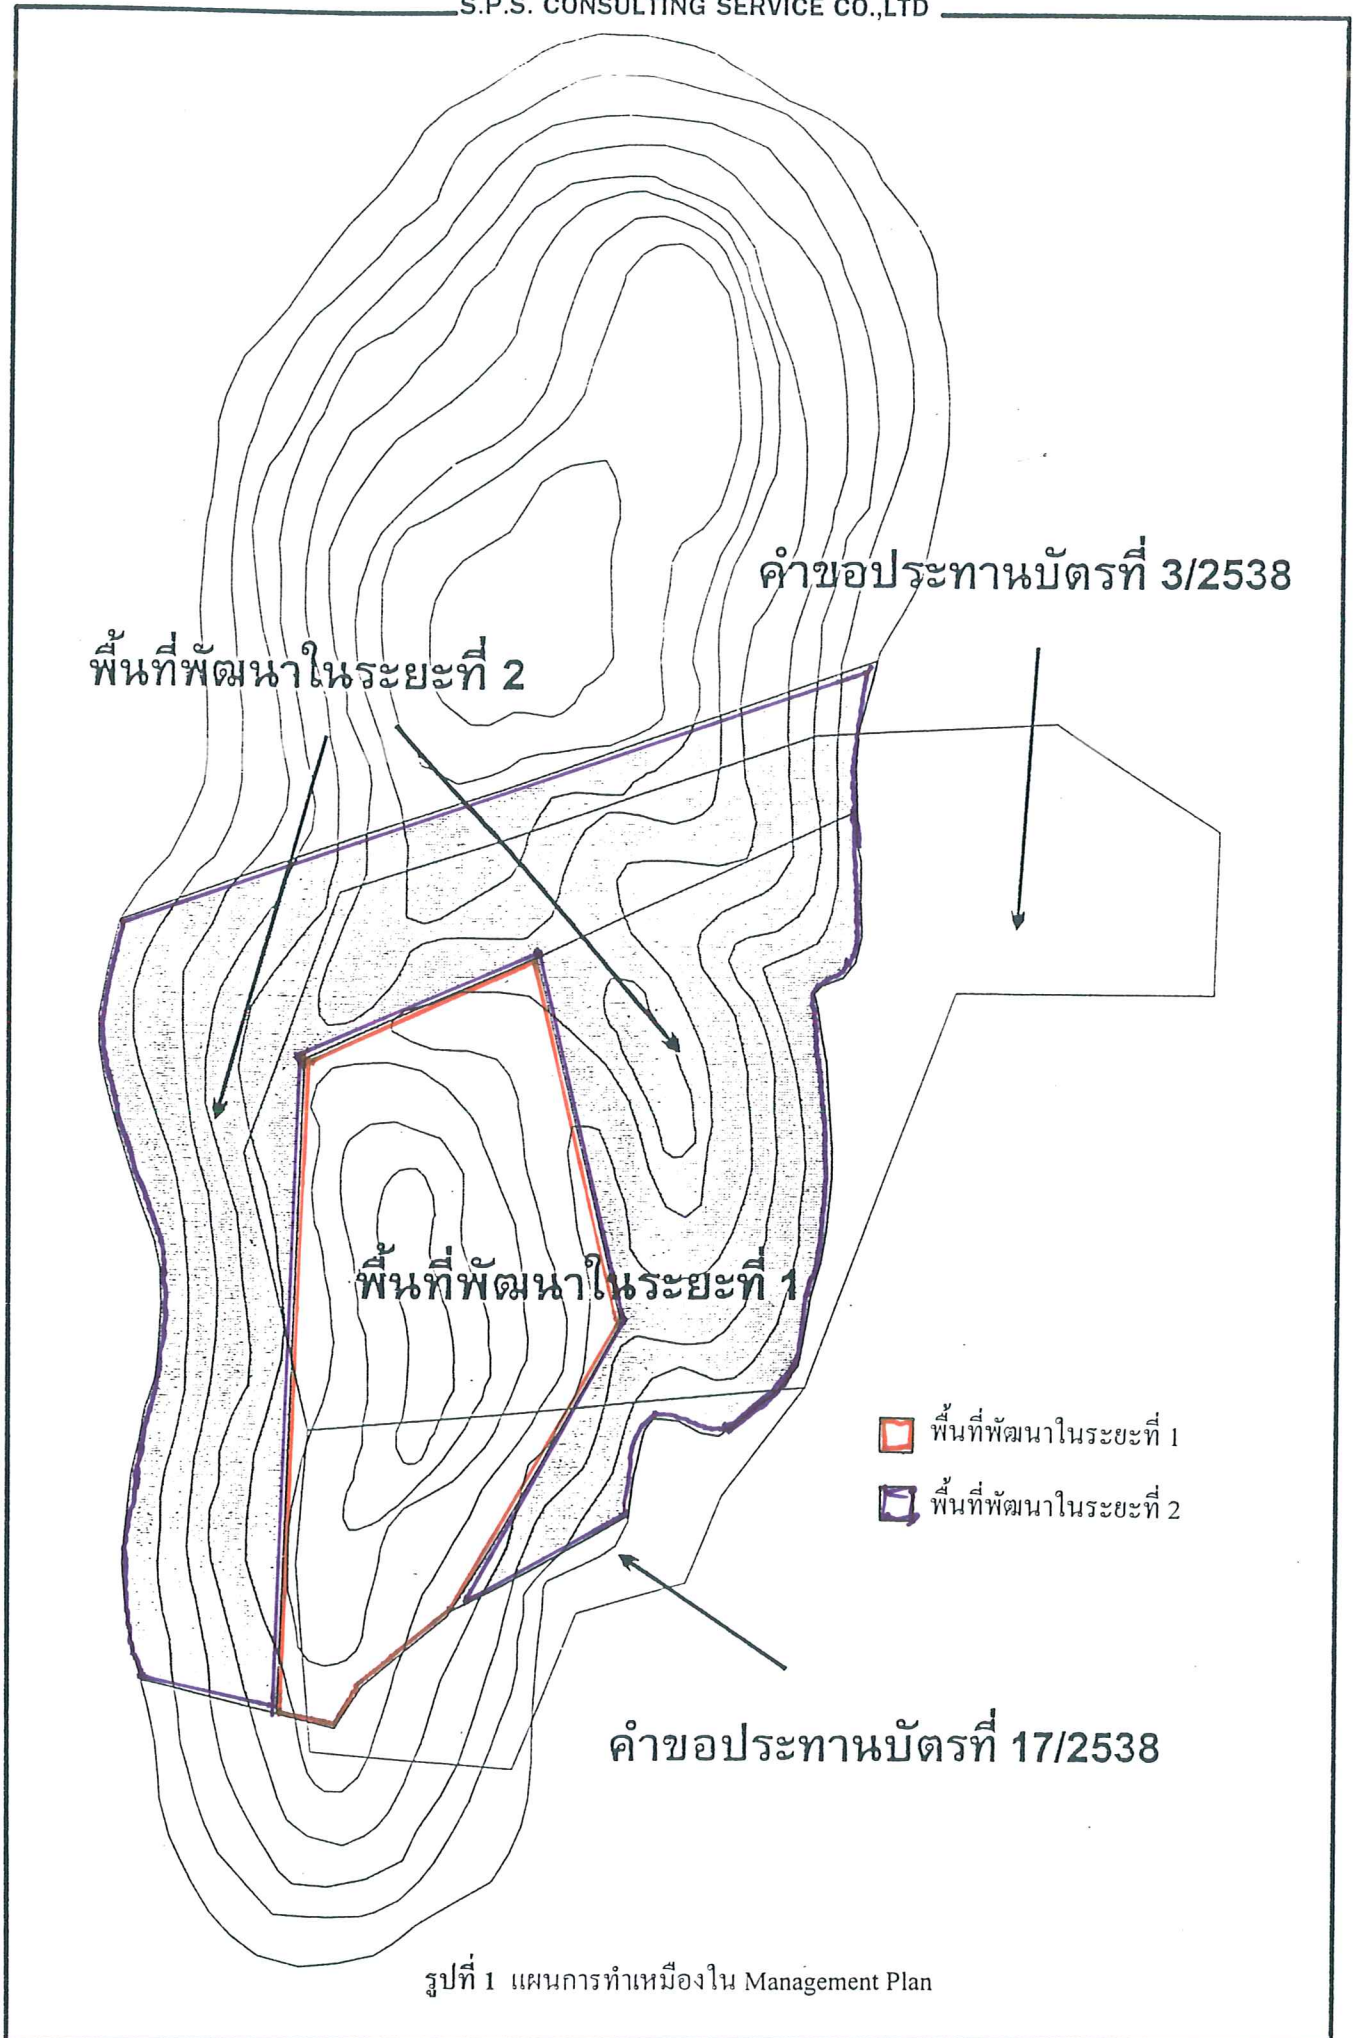 S.P.S. CONSULTING SERVICE CO.,LTD
คำขอประทานบัตรที่ 3/2538
พื้นที่พัฒนาในระยะที่ 2
พื้นที่พัฒนาในระยะที่ 1
พื้นที่พัฒนาในระยะที่ 1
พื้นที่พัฒนาในระยะที่ 2
คำขอประทานบัตรที่ 17/2538
รูปที่ 1 แผนการทำเหมืองใน Management Plan